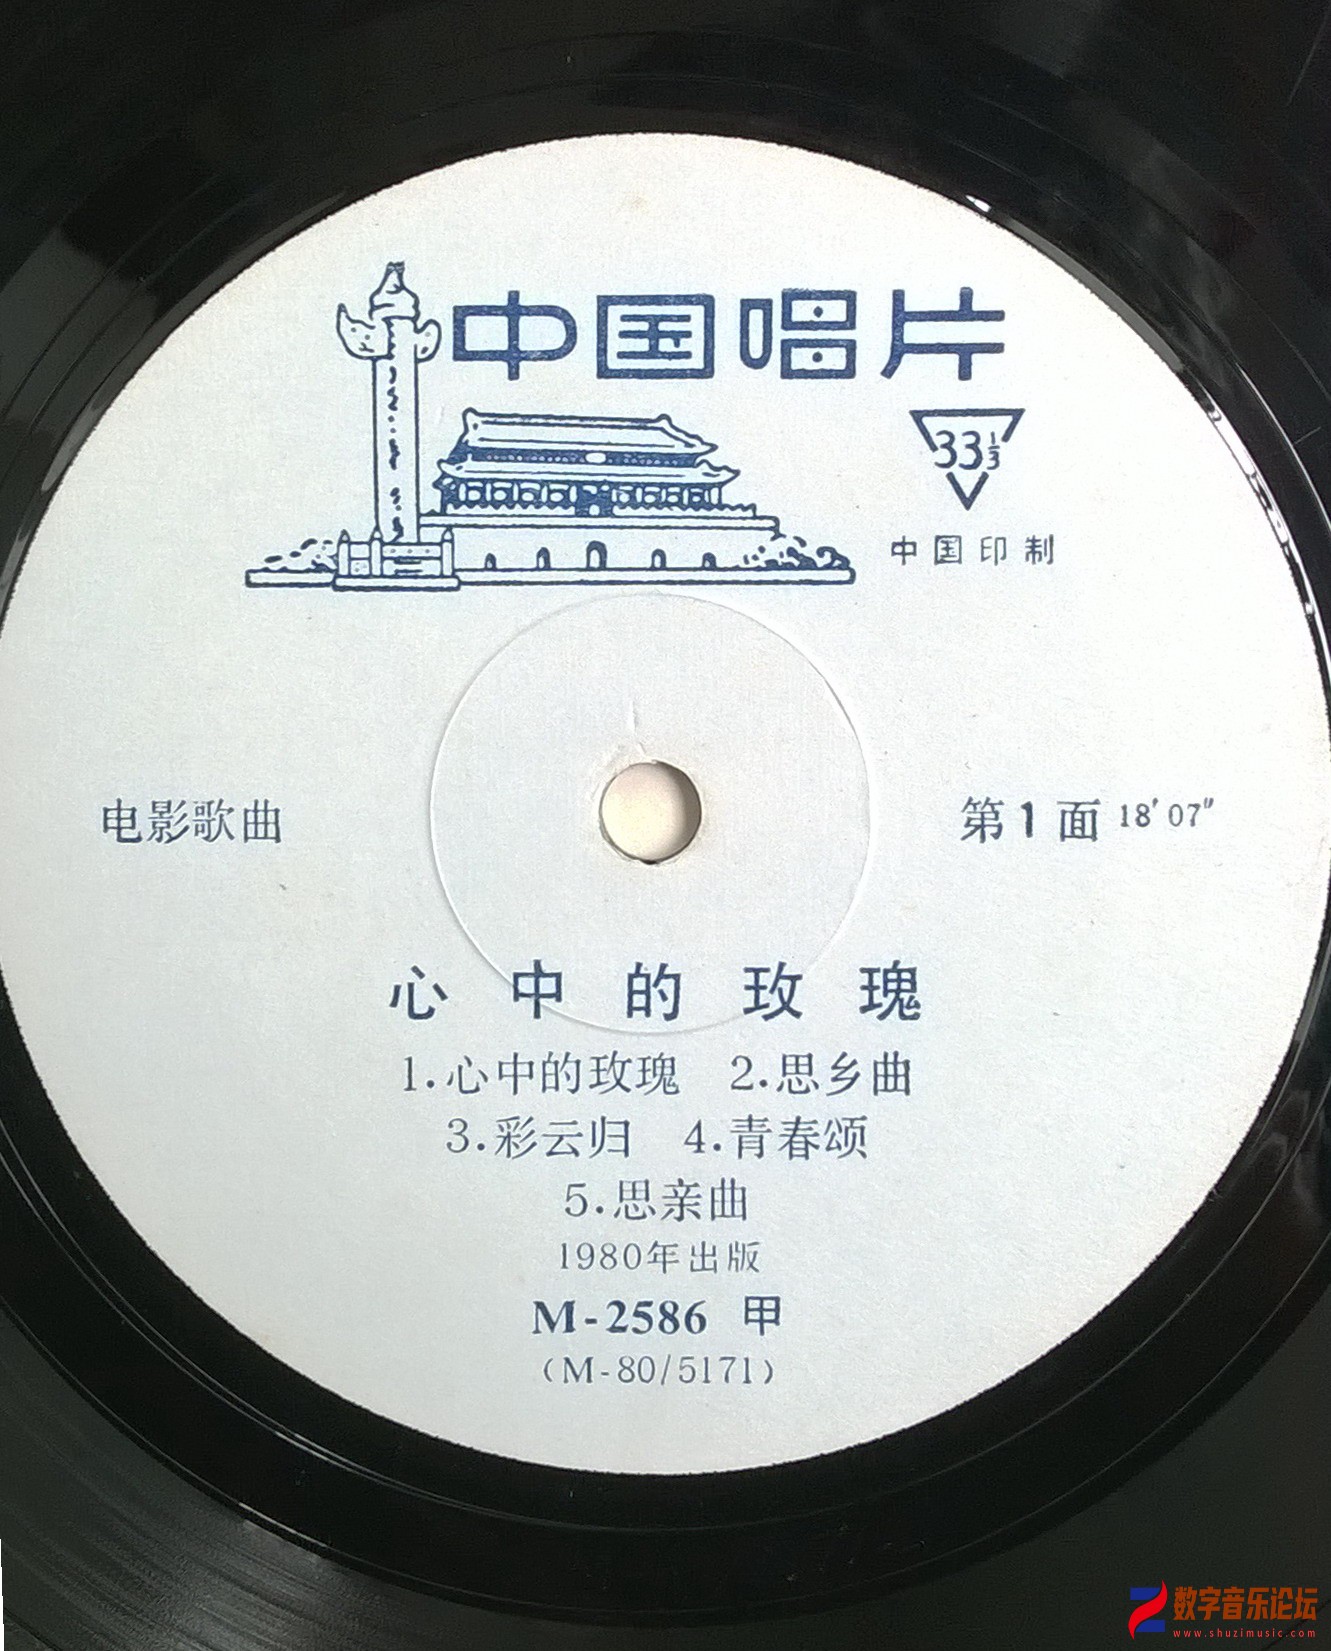 中国唱片
33⅓
中国印制
电影歌曲
第1面 18′07″
心中的玫瑰
1.心中的玫瑰 2.思乡曲
3.彩云归 4.青春颂
5.思亲曲
1980年出版
M-2586 甲
(M-80/5171)
数字音乐论坛
www.shuzimusic.com